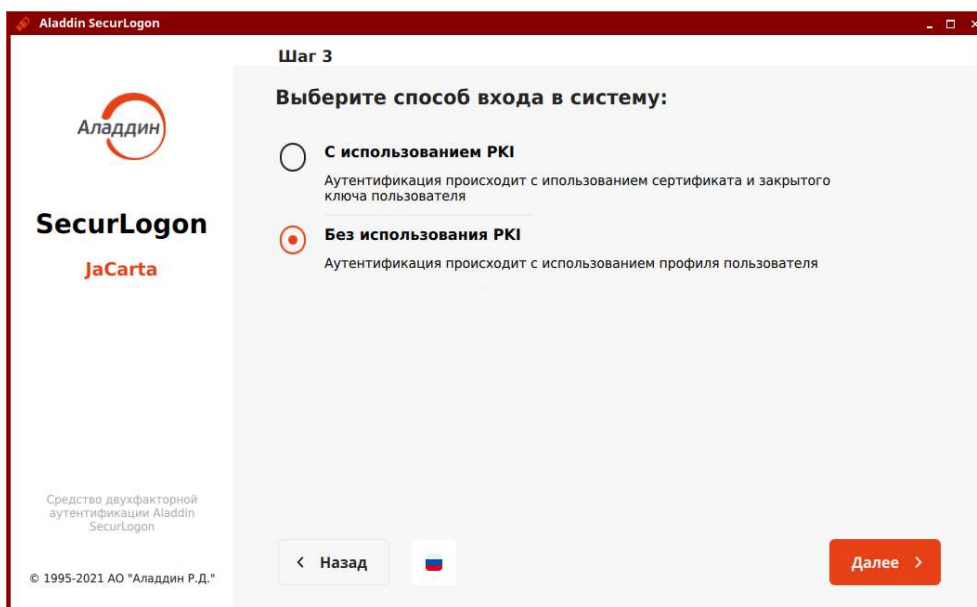 Aladdin SecurLogon
Шаг 3
Аладдин
SecurLogon
JaCarta
Средство двухфакторной
аутентификации Aladdin
SecurLogon
© 1995-2021 АО "Аладдин Р.Д."
Выберите способ входа в систему:
С использованием PKI
Аутентификация происходит с ипользованием сертификата и закрытого
ключа пользователя
Без использования PKI
Аутентификация происходит с использованием профиля пользователя
Назад
Далее